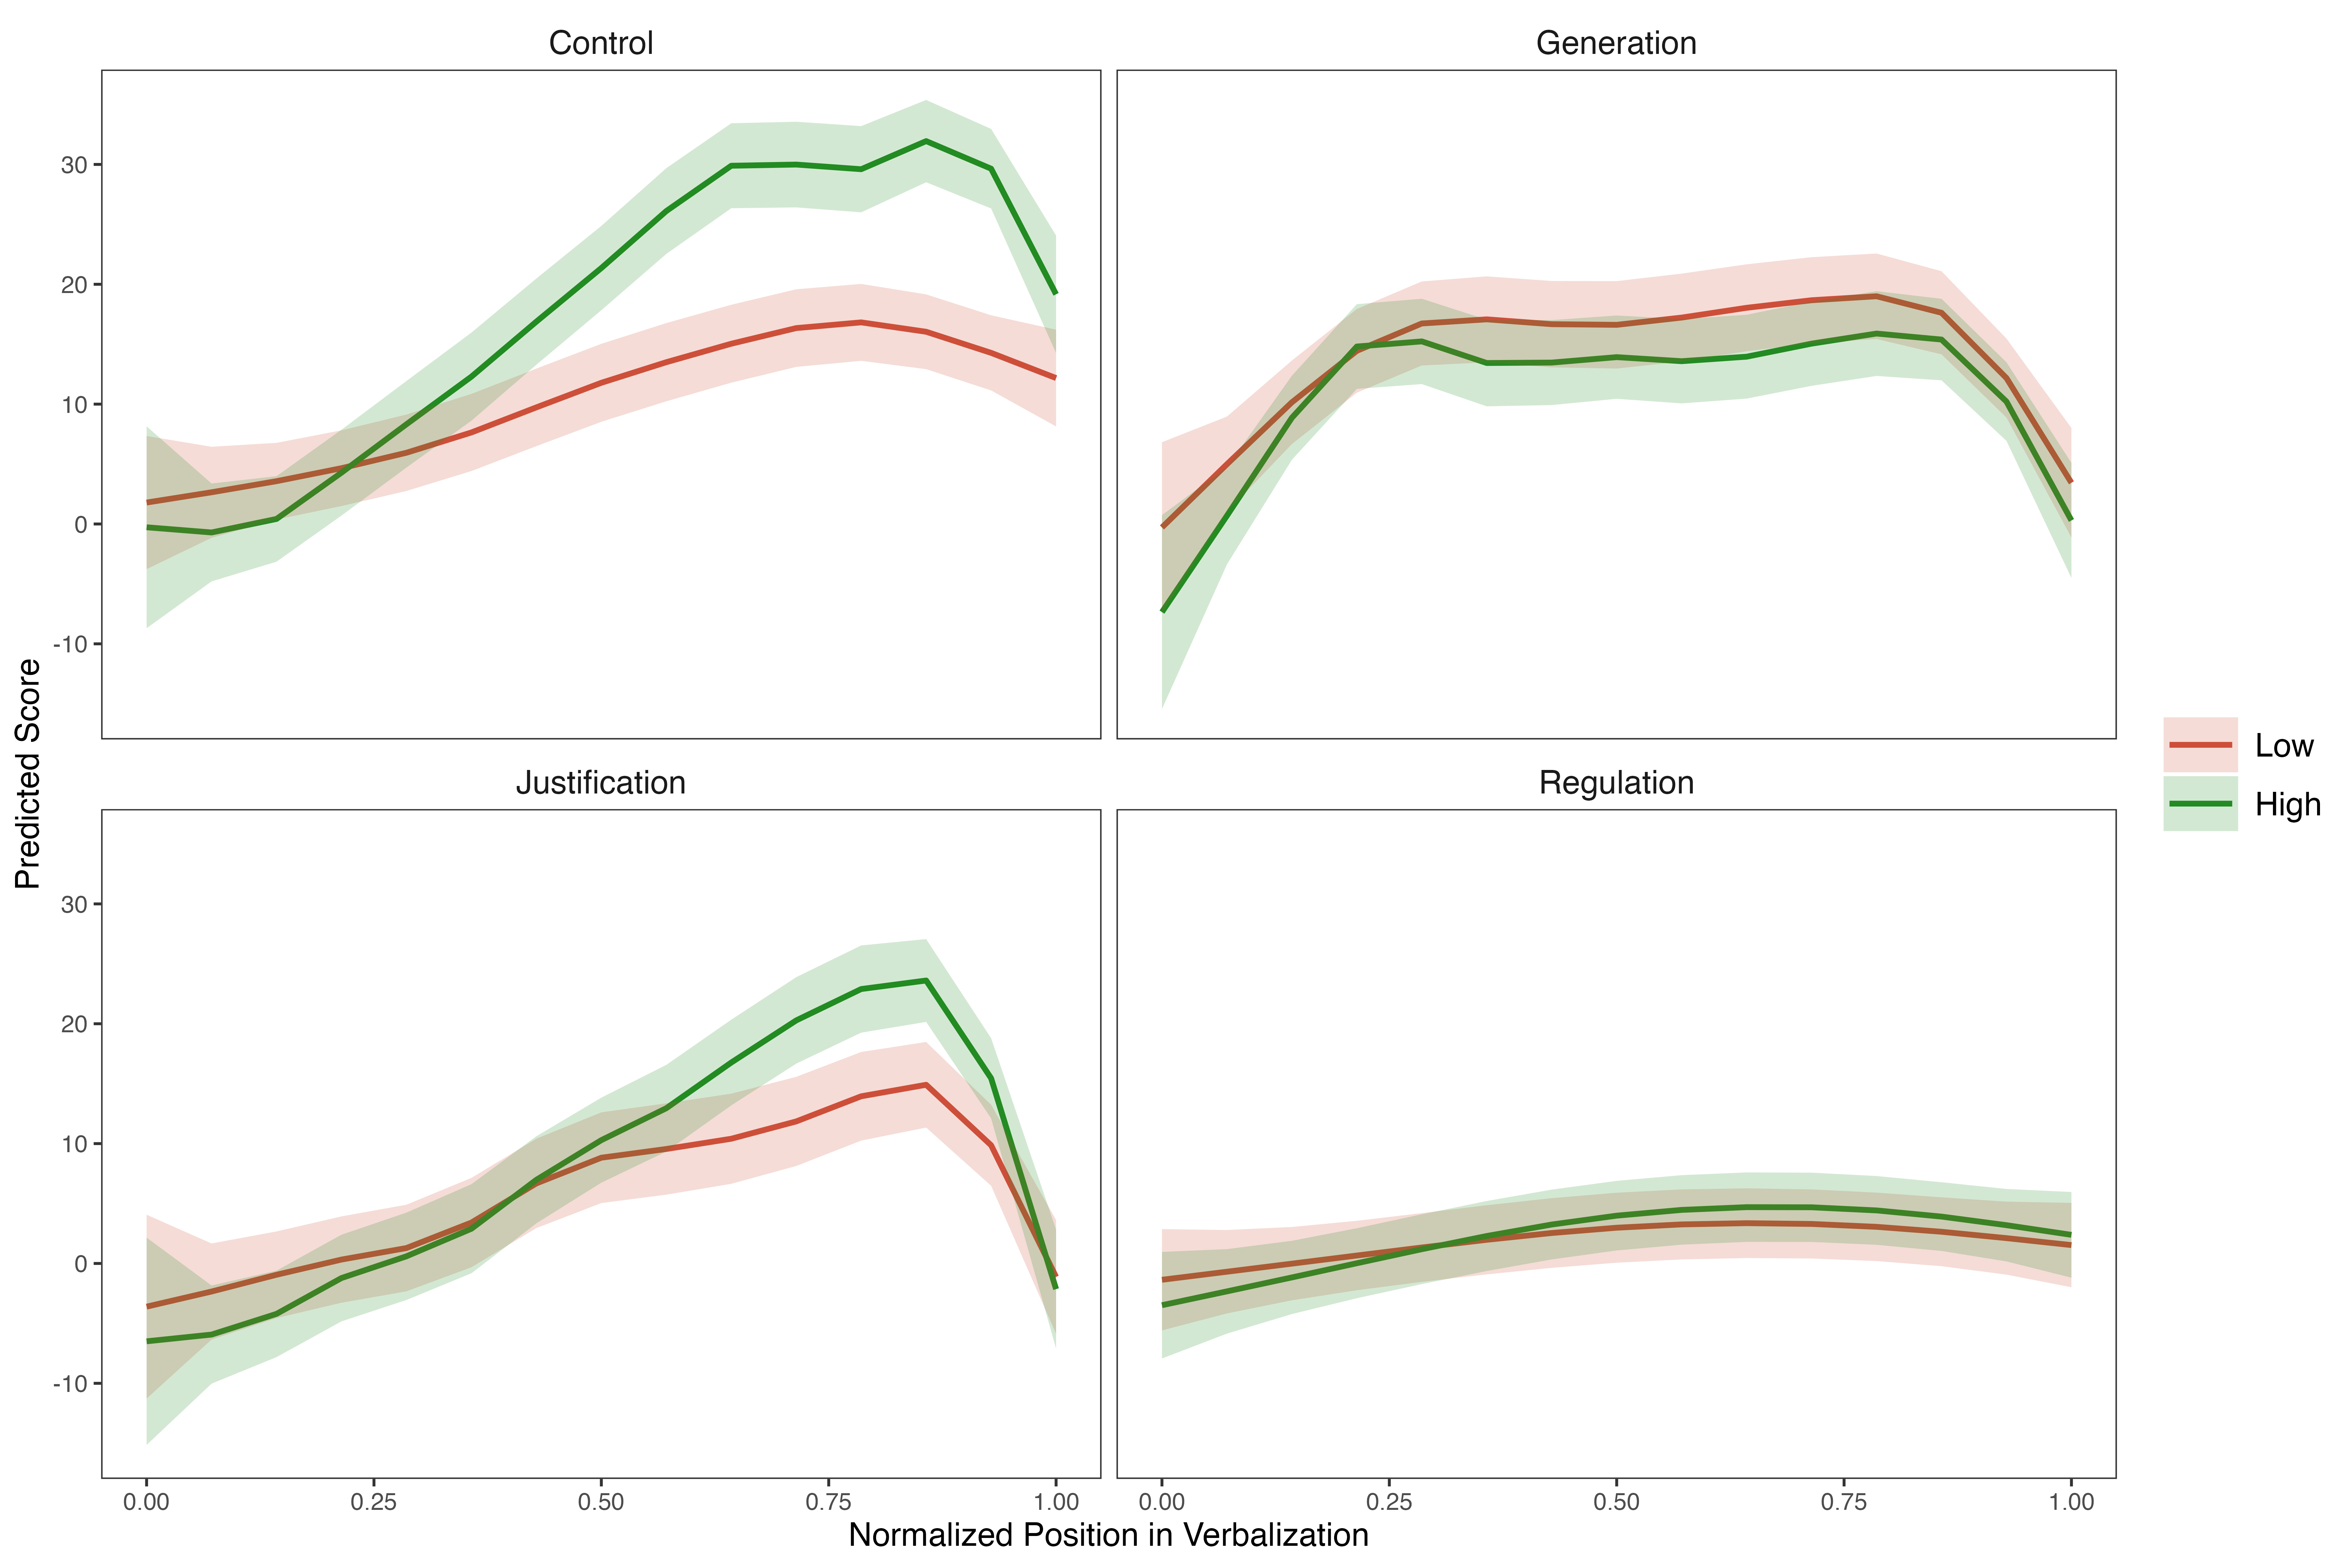 Control
Generation
30
20
10
0
-10
Predicted Score
Low
High
Justification
Regulation
30
20
10
0
-10
0.00 0.25 0.50 0.75 1.00 0.00 0.25 0.50 0.75 1.00
Normalized Position in Verbalization